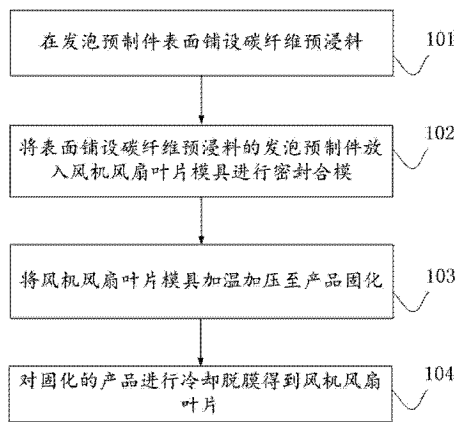 在发泡预制件表面铺设碳纤维预浸料
101
将表面铺设碳纤维预浸料的发泡预制件放
入风机风扇叶片模具进行密封合模
102
将风机风扇叶片模具加温加压至产品固化
103
对固化的产品进行冷却脱膜得到风机风扇
叶片
104